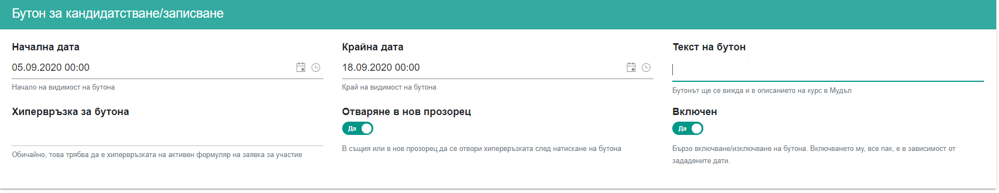 Бутон за кандидатстване/записване
Начална дата
05.09.2020 00:00
Начало на видимост на бутона
Крайна дата
18.09.2020 00:00
Край на видимост на бутона
Текст на бутон
Бутонът ще се вижда и в описанието на курс в Мудъл
Хипервръзка за бутона
Обичайно, това трябва да е хипервръзката на активен формуляр на заявка за участие
Отваряне в нов прозорец
Да
В същия или в нов прозорец да се отвори хипервръзката след натискане на бутона
Включен
Да
Бързо включване/изключване на бутона. Включването му, все пак, е в зависимост от
зададените дати.